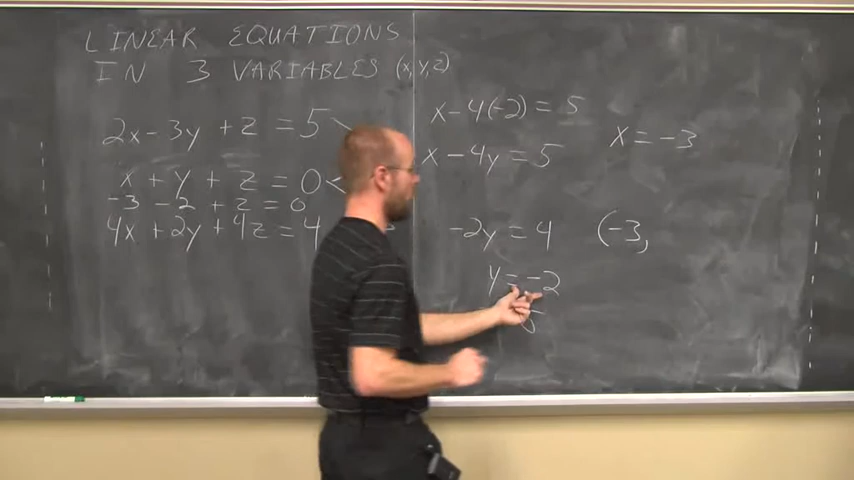 LINEAR EQUATIONS
IN 3 VARIABLES (x,y,z)
2x-3y+z=5
x+y+z=0
-3-2+z=0
4x+2y+4z=4
x-4(-2)=5
x-4y=5
-2y=4
y=-2
x=-3
(-3,